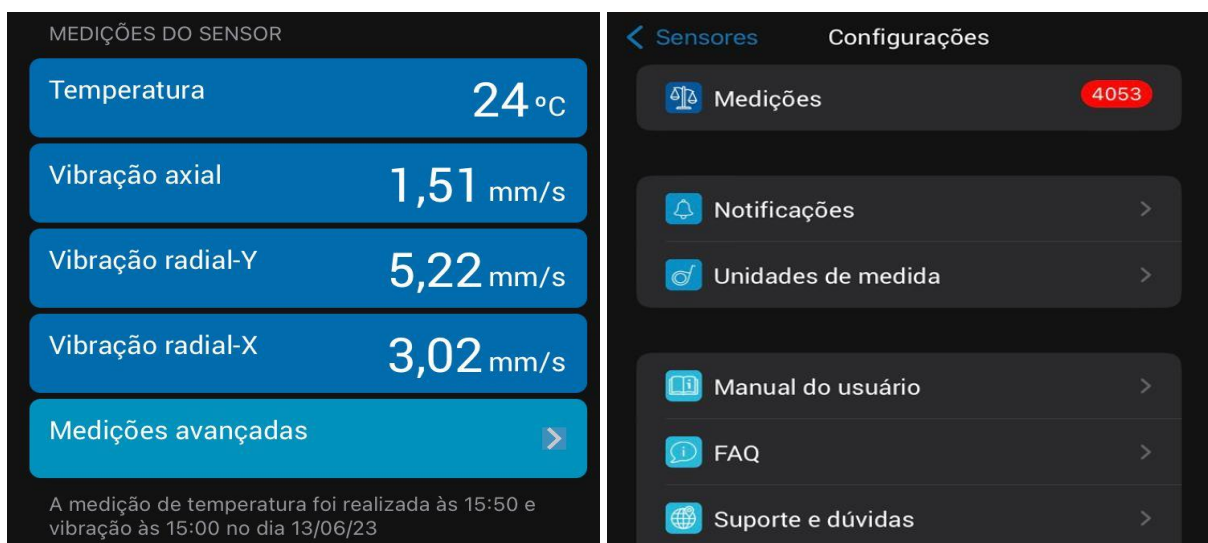 MEDIÇÕES DO SENSOR
Temperatura
24 ºC
Vibração axial
1,51 mm/s
Vibração radial-Y
5,22 mm/s
Vibração radial-X
3,02 mm/s
Medições avançadas
A medição de temperatura foi realizada às 15:50 e
vibração às 15:00 no dia 13/06/23
Sensores
Configurações
Medições
4053
Notificações
Unidades de medida
Manual do usuário
FAQ
Suporte e dúvidas